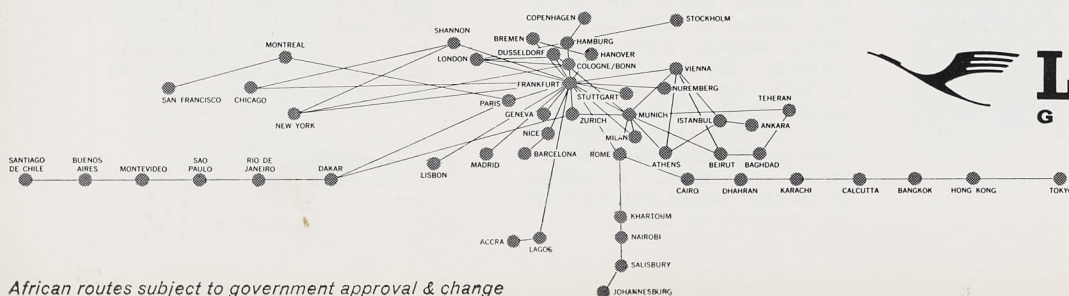 COPENHAGEN
STOCKHOLM
SHANNON
BREMEN
HAMBURG
MONTREAL
DUSSELDORF
HANOVER
LONDON
COLOGNE/BONN
VIENNA
FRANKFURT
NUREMBERG
SAN FRANCISCO
CHICAGO
STUTTGART
TEHERAN
PARIS
NEW YORK
GENEVA
ZURICH
MUNICH
ISTANBUL
ANKARA
NICE
MILAN
SANTIAGO
DE CHILE
BUENOS
AIRES
MONTEVIDEO
SAO
PAULO
RIO DE
JANEIRO
DAKAR
LISBON
MADRID
BARCELONA
ROME
ATHENS
BEIRUT
BAGHDAD
CAIRO
DHAHRAN
KARACHI
CALCUTTA
BANGKOK
HONG KONG
TOKYO
KHARTOUM
ACCRA
LAGOS
NAIROBI
SALISBURY
JOHANNESBURG
L
G
African routes subject to government approval & change